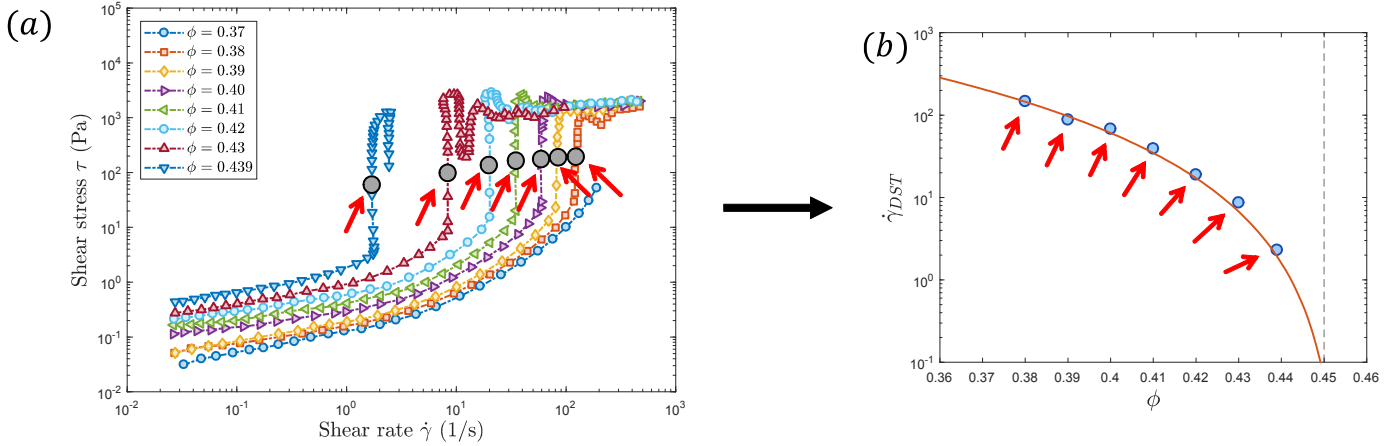 (a)
10^5
10^4
10^3
10^2
10^1
10^0
10^-1
10^-2
Shear stress τ (Pa)
ϕ = 0.37
ϕ = 0.38
ϕ = 0.39
ϕ = 0.40
ϕ = 0.41
ϕ = 0.42
ϕ = 0.43
ϕ = 0.439
10^-2 10^-1 10^0 10^1 10^2 10^3
Shear rate γ̇ (1/s)
(b)
10^3
10^2
10^1
10^0
10^-1
γ̇_DST
0.36 0.37 0.38 0.39 0.4 0.41 0.42 0.43 0.44 0.45 0.46
ϕ